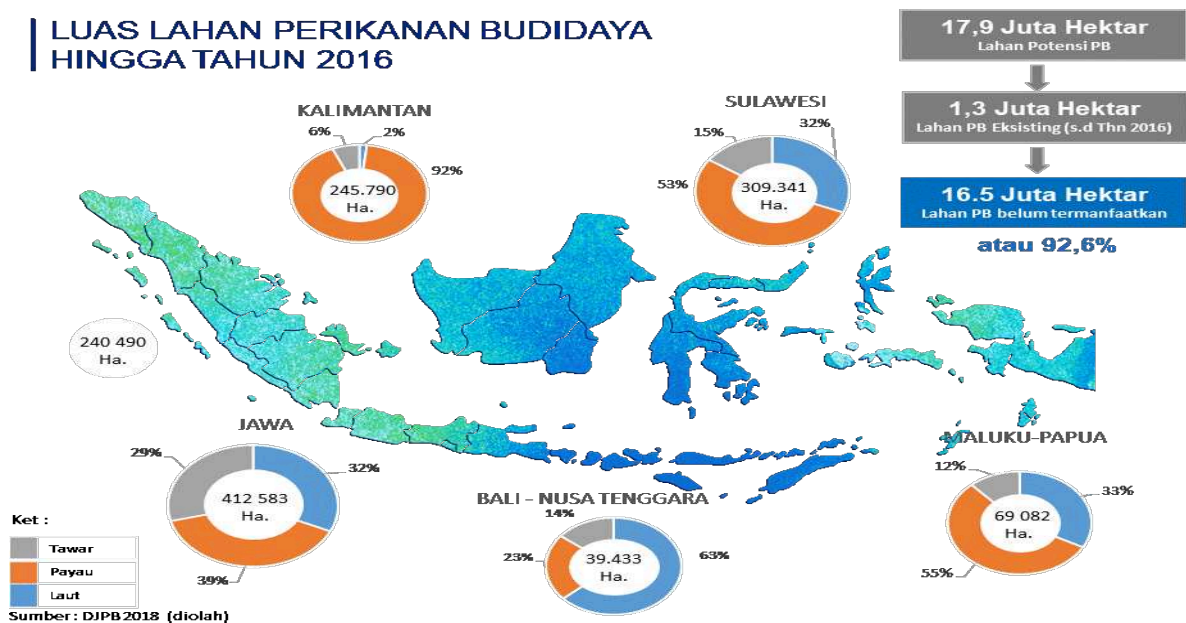 LUAS LAHAN PERIKANAN BUDIDAYA
HINGGA TAHUN 2016
17,9 Juta Hektar
Lahan Potensi PB
1,3 Juta Hektar
Lahan PB Eksisting (s.d Thn 2016)
16.5 Juta Hektar
Lahan PB belum termanfaatkan
atau 92,6%
KALIMANTAN
6%
2%
92%
245.790
Ha.
SULAWESI
15%
32%
53%
309.341
Ha.
240 490
Ha.
JAWA
29%
32%
412 583
Ha.
39%
BALI - NUSA TENGGARA
14%
23%
63%
39.433
Ha.
MALUKU-PAPUA
12%
33%
69 082
Ha.
55%
Ket :
Tawar
Payau
Laut
Sumber : DJPB 2018 (diolah)